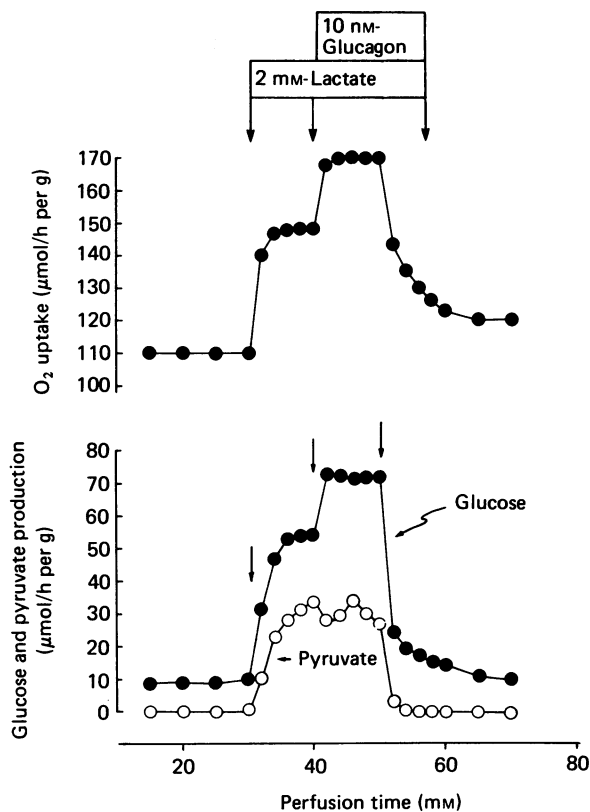 10 nM-
Glucagon
2 mM-Lactate
170
160
150
140
130
120
110
100
O₂ uptake (μmol/h per g)
80
70
60
50
40
30
20
10
0
Glucose and pyruvate production
(μmol/h per g)
Glucose
Pyruvate
20
40
60
80
Perfusion time (mM)